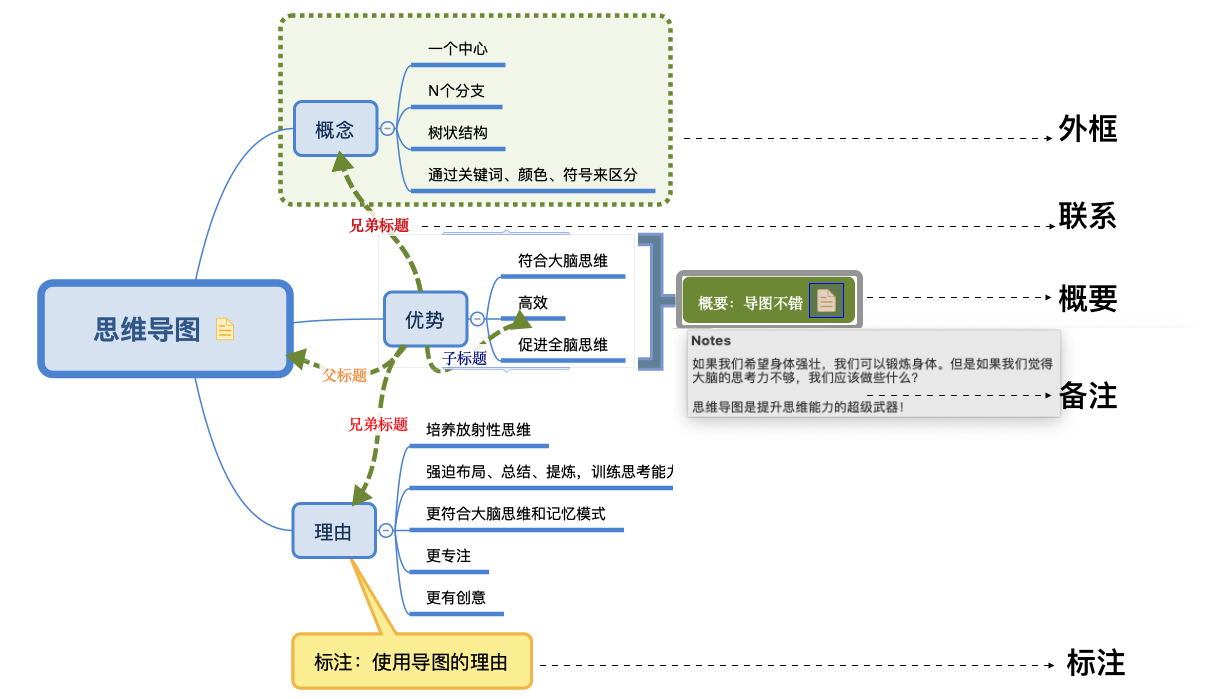 一个中心
N个分支
概念
树状结构
通过关键词、颜色、符号来区分
外框
兄弟标题
联系
符合大脑思维
高效
优势
促进全脑思维
子标题
概要：导图不错
概要
思维导图
父标题
Notes
如果我们希望身体强壮，我们可以锻炼身体。但是如果我们觉得
大脑的思考力不够，我们应该做些什么？
思维导图是提升思维能力的超级武器！
备注
兄弟标题
培养放射性思维
强迫布局、总结、提炼，训练思考能
更符合大脑思维和记忆模式
理由
更专注
更有创意
标注：使用导图的理由
标注